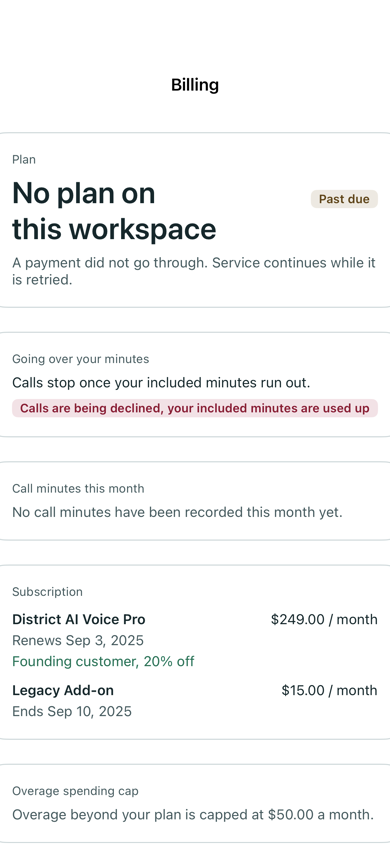 Billing
Plan
No plan on
this workspace
Past due
A payment did not go through. Service continues while it
is retried.
Going over your minutes
Calls stop once your included minutes run out.
Calls are being declined, your included minutes are used up
Call minutes this month
No call minutes have been recorded this month yet.
Subscription
District AI Voice Pro
$249.00 / month
Renews Sep 3, 2025
Founding customer, 20% off
Legacy Add-on
$15.00 / month
Ends Sep 10, 2025
Overage spending cap
Overage beyond your plan is capped at $50.00 a month.